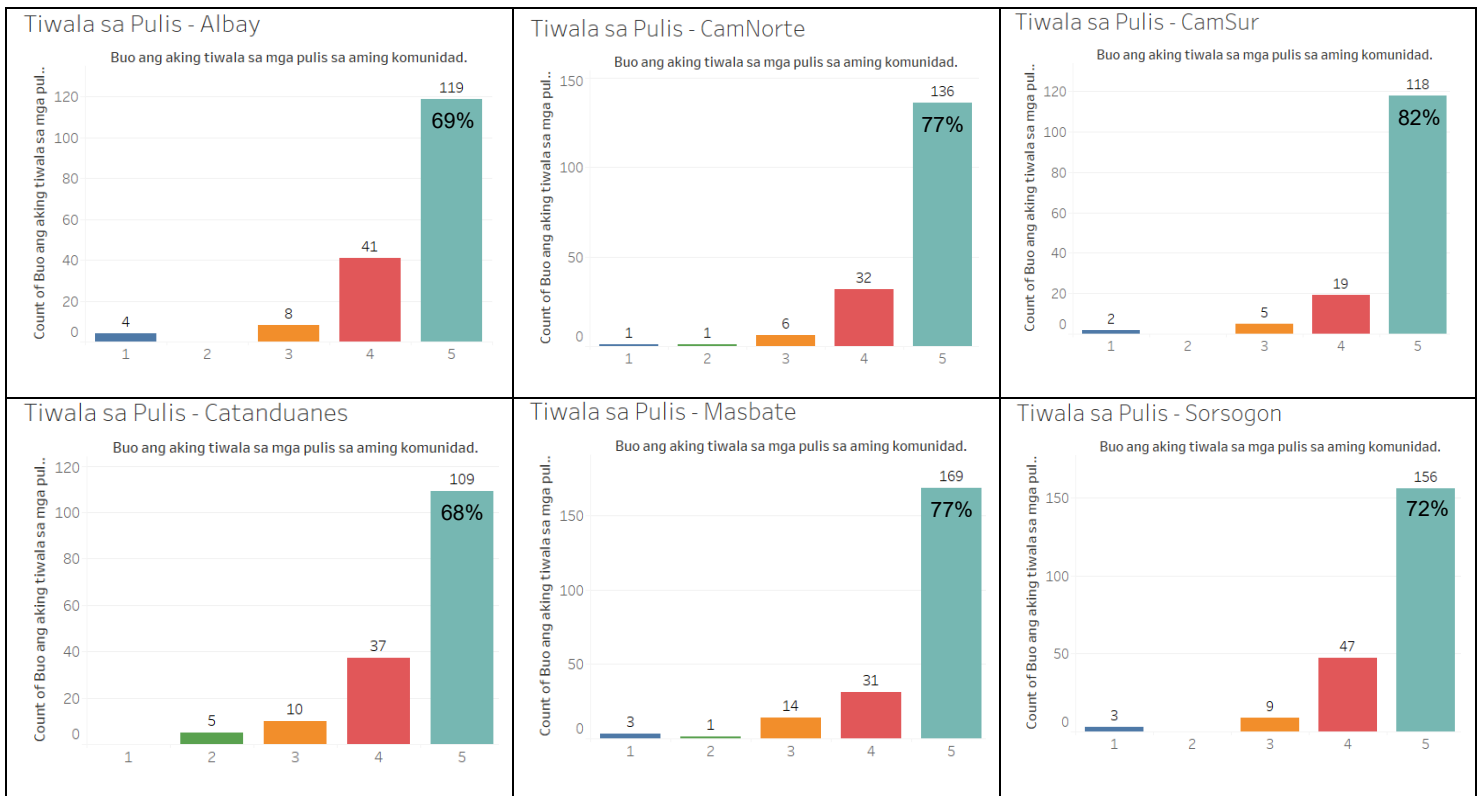 Tiwala sa Pulis - Albay
Buo ang aking tiwala sa mga pulis sa aming komunidad.
Count of Buo ang aking tiwala sa mga pul..
120
100
80
60
40
20
0
4
8
41
119
69%
1 2 3 4 5
Tiwala sa Pulis - CamNorte
Buo ang aking tiwala sa mga pulis sa aming komunidad.
Count of Buo ang aking tiwala sa mga pul..
150
100
50
0
1
1
6
32
136
77%
1 2 3 4 5
Tiwala sa Pulis - CamSur
Buo ang aking tiwala sa mga pulis sa aming komunidad.
Count of Buo ang aking tiwala sa mga pul..
120
100
80
60
40
20
0
2
5
19
118
82%
1 2 3 4 5
Tiwala sa Pulis - Catanduanes
Buo ang aking tiwala sa mga pulis sa aming komunidad.
Count of Buo ang aking tiwala sa mga pul..
120
100
80
60
40
20
0
5
10
37
109
68%
1 2 3 4 5
Tiwala sa Pulis - Masbate
Buo ang aking tiwala sa mga pulis sa aming komunidad.
Count of Buo ang aking tiwala sa mga pul..
150
100
50
0
3
1
14
31
169
77%
1 2 3 4 5
Tiwala sa Pulis - Sorsogon
Buo ang aking tiwala sa mga pulis sa aming komunidad.
Count of Buo ang aking tiwala sa mga pul..
150
100
50
0
3
9
47
156
72%
1 2 3 4 5